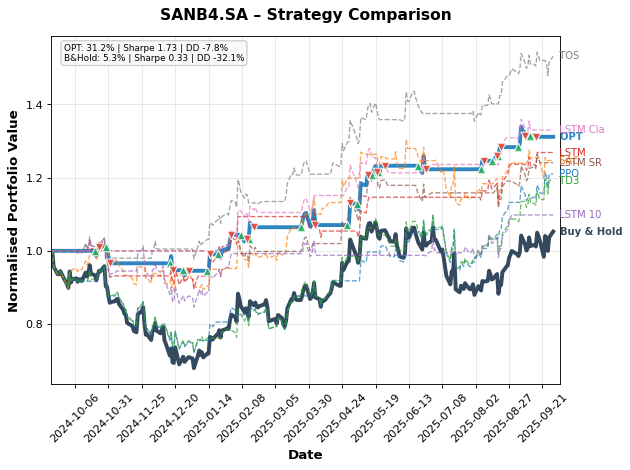 SANB4.SA – Strategy Comparison
OPT: 31.2% | Sharpe 1.73 | DD -7.8%
B&Hold: 5.3% | Sharpe 0.33 | DD -32.1%
Normalised Portfolio Value
1.4
1.2
1.0
0.8
TOS
LSTM Cla
OPT
LSTM
LSTM SR
PPO
TD3
LSTM 10
Buy & Hold
2024-10-06
2024-10-31
2024-11-25
2024-12-20
2025-01-14
2025-02-08
2025-03-05
2025-03-30
2025-04-24
2025-05-19
2025-06-13
2025-07-08
2025-08-02
2025-08-27
2025-09-21
Date